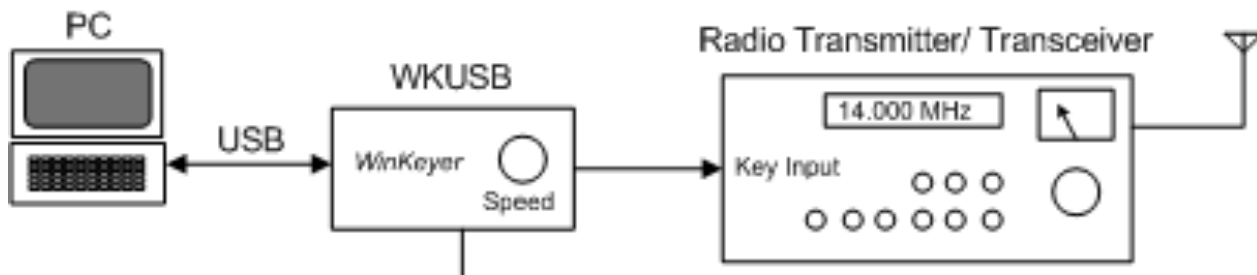 PC
Radio Transmitter/ Transceiver
WKUSB
14.000 MHz
USB
WinKeyer
Key Input
Speed